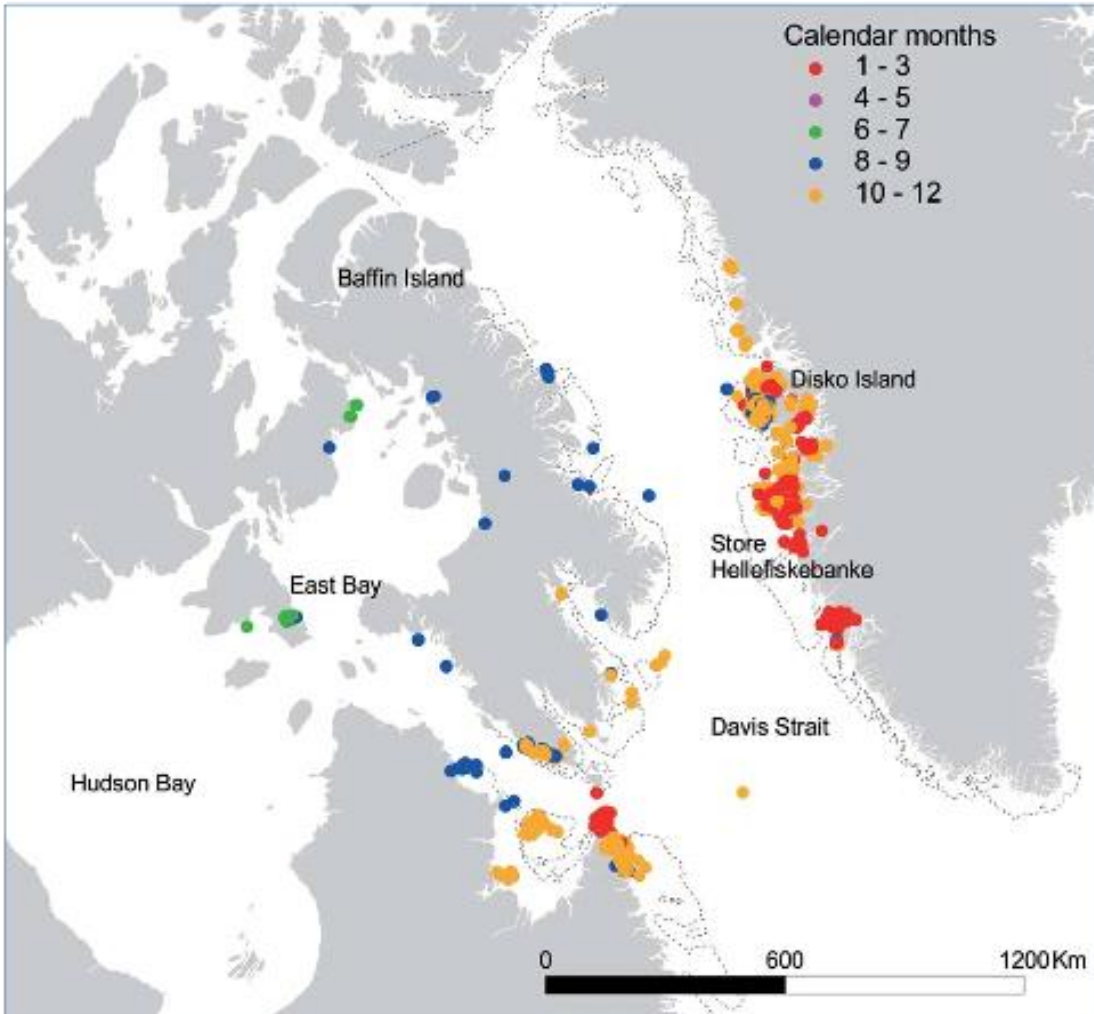 Calendar months
1 - 3
4 - 5
6 - 7
8 - 9
10 - 12
Baffin Island
Disko Island
East Bay
Store
Hellefiskebanke
Davis Strait
Hudson Bay
0 600 1200Km